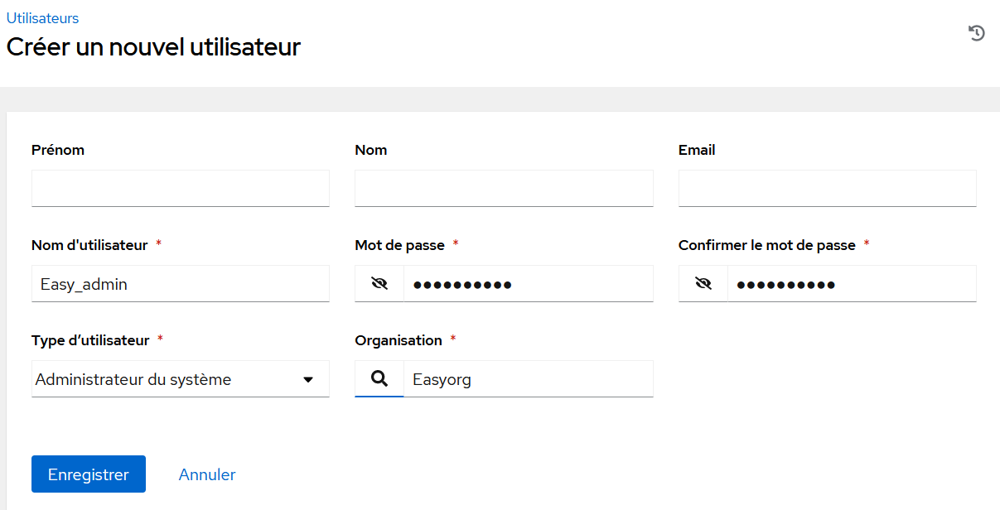 Utilisateurs
Créer un nouvel utilisateur
Prénom
Nom
Email
Nom d'utilisateur *
Mot de passe *
Confirmer le mot de passe *
Easy_admin
●●●●●●●●●●
●●●●●●●●●●
Type d’utilisateur *
Organisation *
Administrateur du système
Easyorg
Enregistrer
Annuler